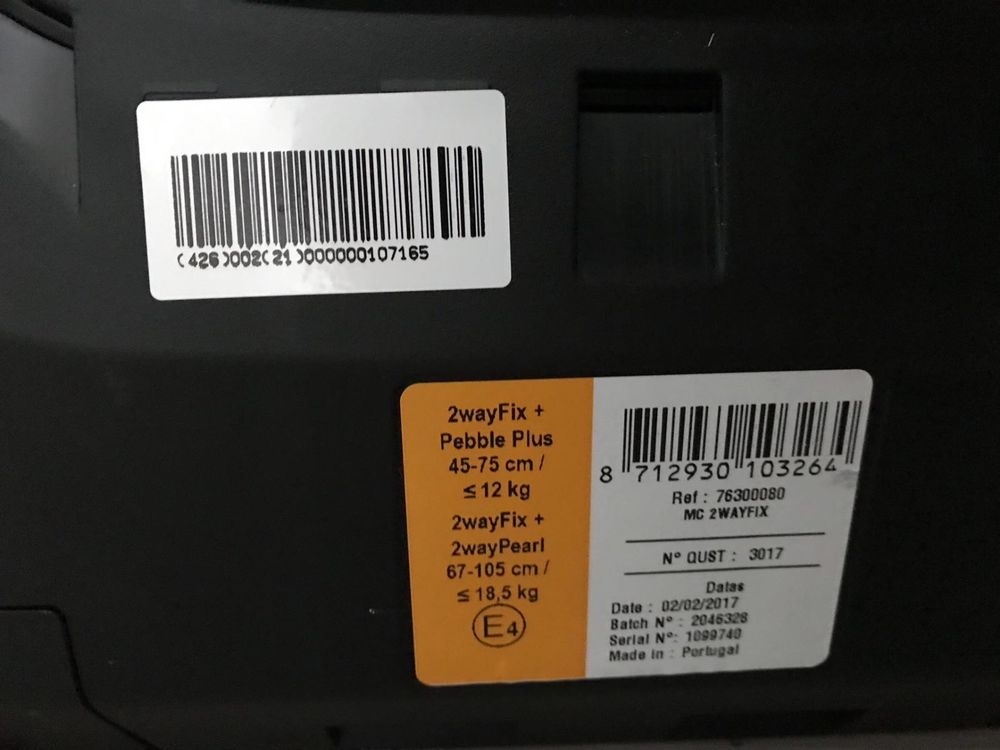 (426)002(21)000000107165
2wayFix +
Pebble Plus
45-75 cm /
≤ 12 kg
2wayFix +
2wayPearl
67-105 cm /
≤ 18,5 kg
E4
8 712930 103264
Ref : 76300080
MC 2WAYFIX
N° QUST : 3017
Datas
Date : 02/02/2017
Batch N° : 2046328
Serial N°: 1099740
Made in : Portugal